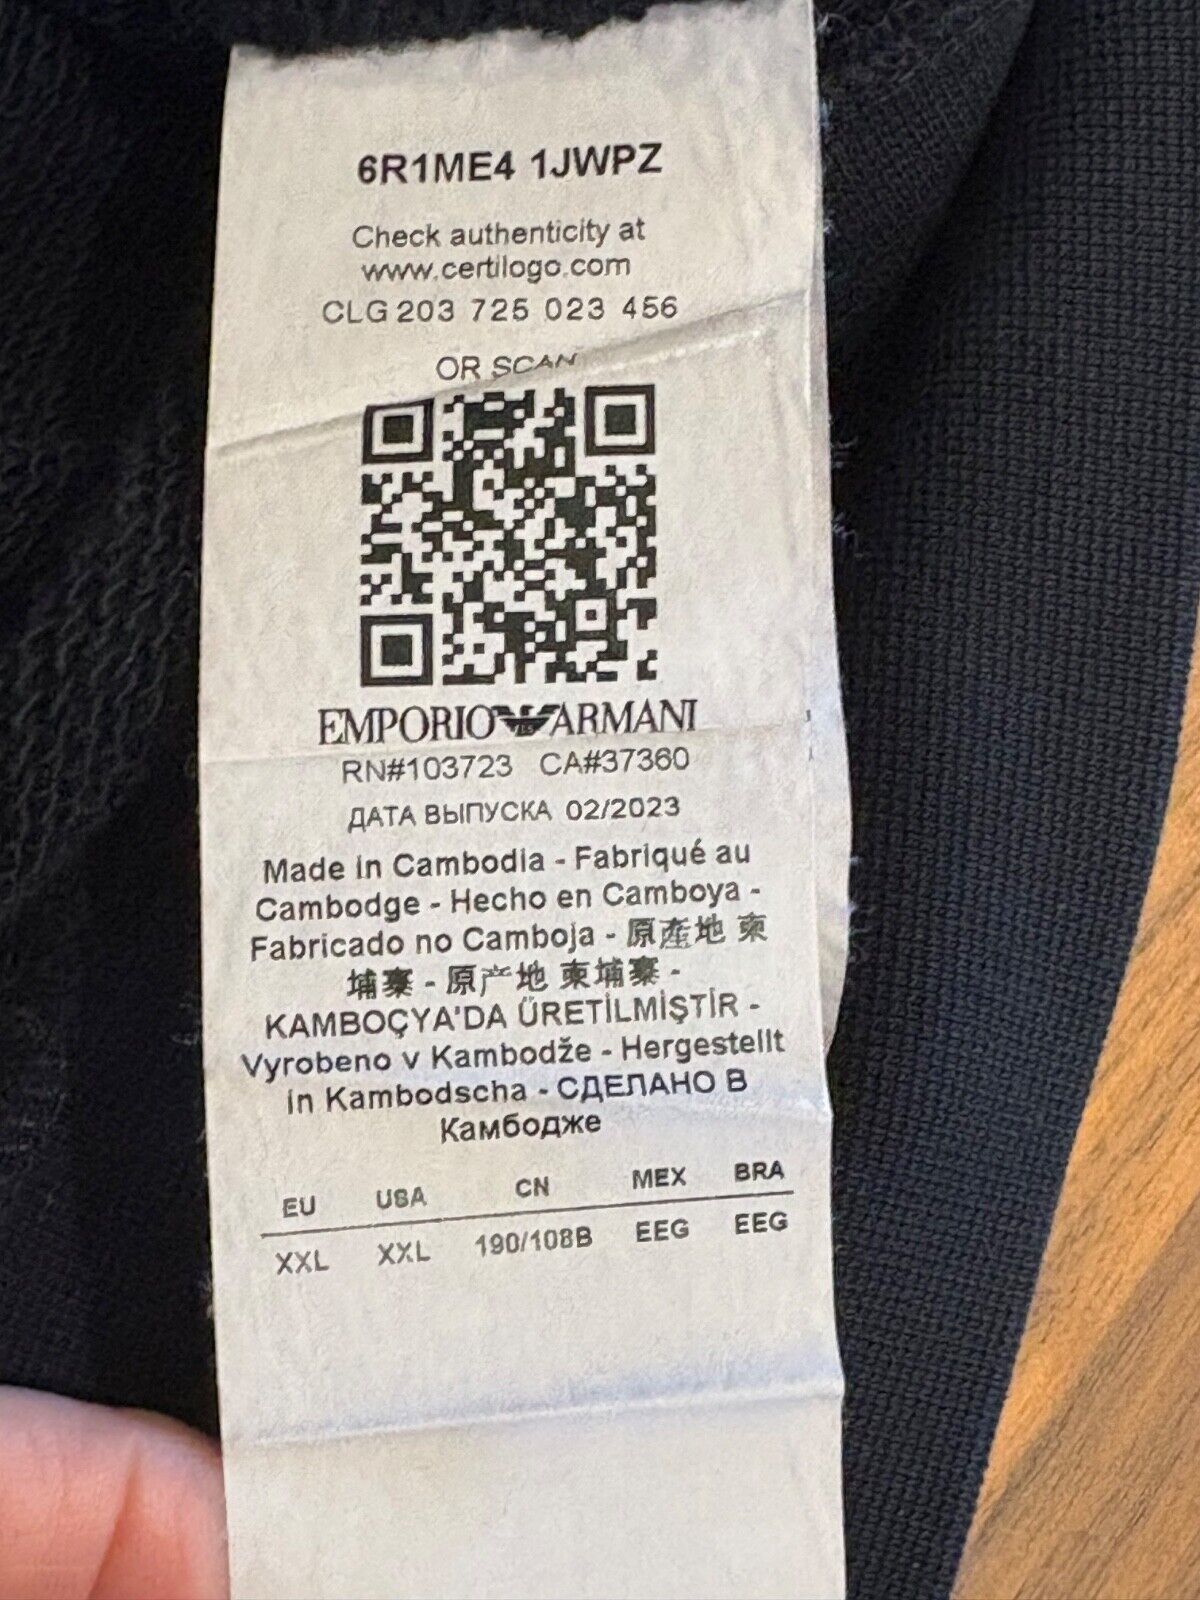 6R1ME4 1JWPZ
Check authenticity at
www.certilogo.com
CLG 203 725 023 456
OR SCAN
EMPORIO ARMANI
RN#103723 CA#37360
ДАТА ВЫПУСКА 02/2023
Made in Cambodia - Fabriqué au
Cambodge - Hecho en Camboya -
Fabricado no Camboja - 原產地 柬
埔寨 - 原产地 柬埔寨 -
KAMBOÇYA'DA ÜRETİLMİŞTİR -
Vyrobeno v Kambodže - Hergestellt
in Kambodscha - СДЕЛАНО В
Камбодже
EU USA CN MEX BRA
XXL XXL 190/108B EEG EEG